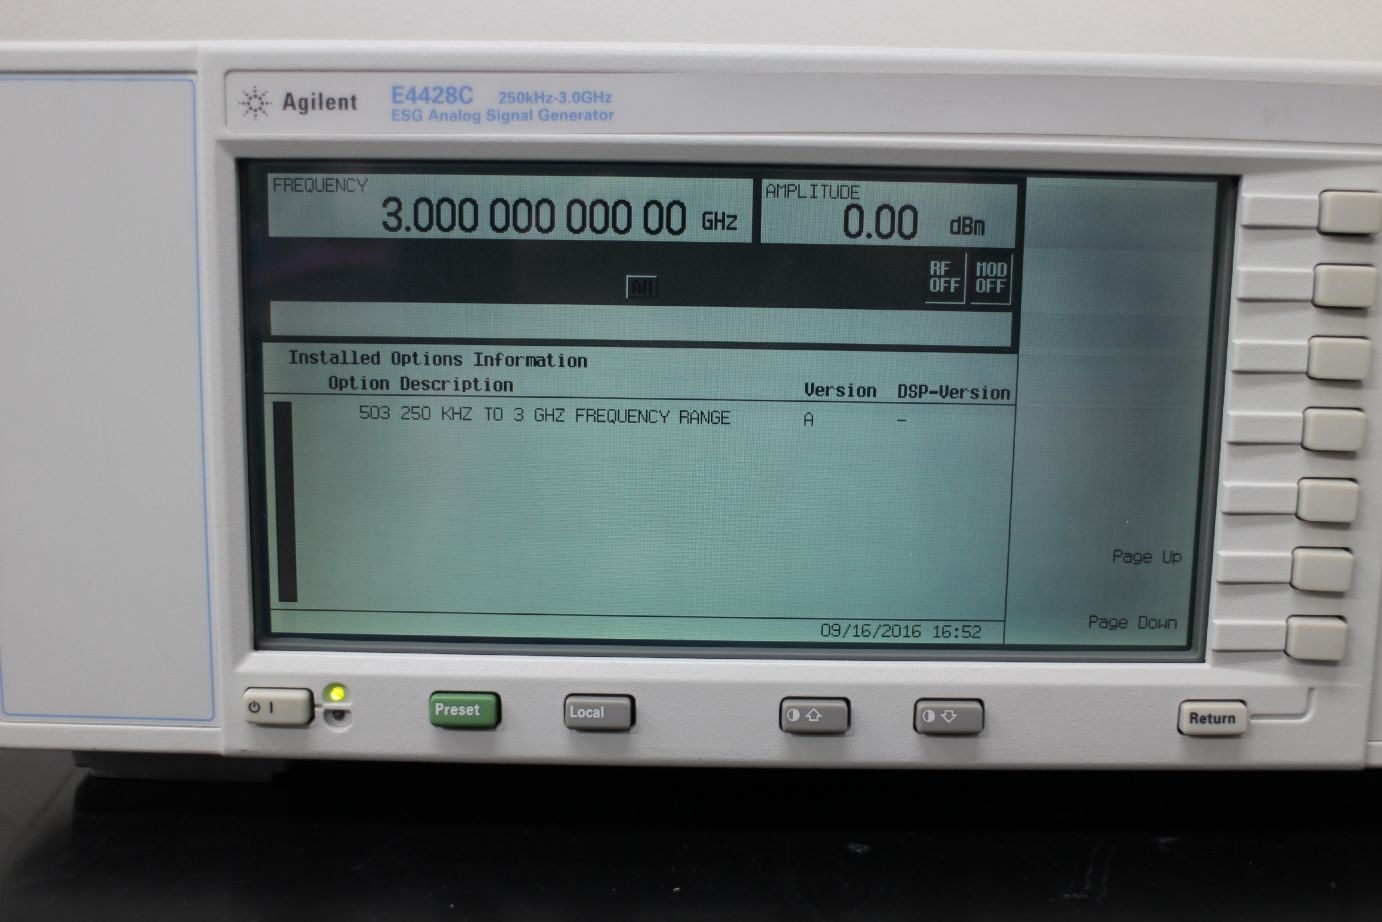 Agilent E4428C 250kHz-3.0GHz
ESG Analog Signal Generator
FREQUENCY
3.000 000 000 00 GHz
AMPLITUDE
0.00 dBm
AM
RF OFF
MOD OFF
Installed Options Information
Option Description Version DSP-Version
503 250 KHZ TO 3 GHZ FREQUENCY RANGE A -
Page Up
Page Down
09/16/2016 16:52
Preset
Local
Return